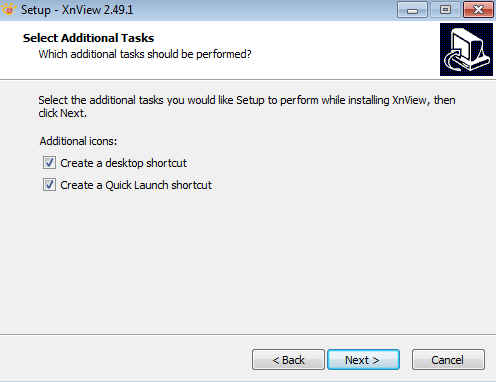 Setup - XnView 2.49.1
Select Additional Tasks
Which additional tasks should be performed?
Select the additional tasks you would like Setup to perform while installing XnView, then
click Next.
Additional icons:
Create a desktop shortcut
Create a Quick Launch shortcut
< Back
Next >
Cancel